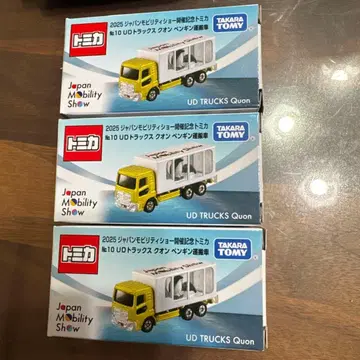 トミカ
2025 ジャパンモビリティショー開催記念トミカ
№10 UDトラックス クオン ペンギン運搬車
TAKARA
TOMY
Japan
Mobility
Show
UD TRUCKS Quon
トミカ
2025 ジャパンモビリティショー開催記念トミカ
№10 UDトラックス クオン ペンギン運搬車
TAKARA
TOMY
Japan
Mobility
Show
UD TRUCKS Quon
トミカ
2025 ジャパンモビリティショー開催記念トミカ
№10 UDトラックス クオン ペンギン運搬車
TAKARA
TOMY
Japan
Mobility
Show
UD TRUCKS Quon